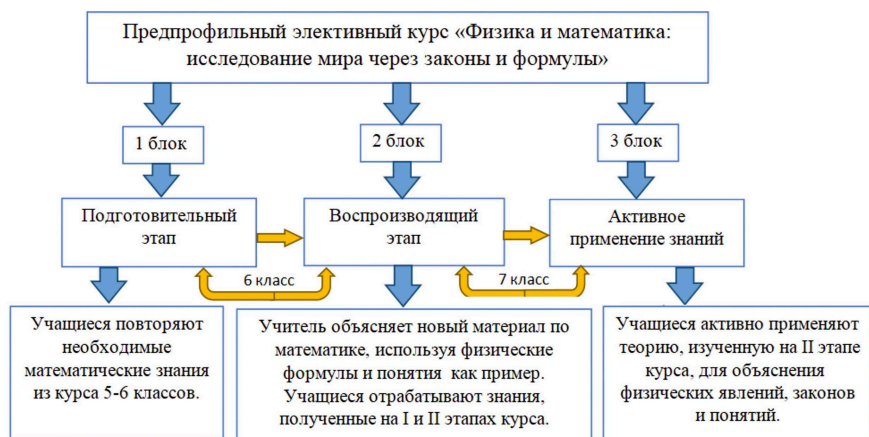 Предпрофильный элективный курс «Физика и математика:
исследование мира через законы и формулы»
1 блок
2 блок
3 блок
Подготовительный
этап
Воспроизводящий
этап
Активное
применение знаний
6 класс
7 класс
Учащиеся повторяют
необходимые
математические знания
из курса 5-6 классов.
Учитель объясняет новый материал по
математике, используя физические
формулы и понятия как пример.
Учащиеся отрабатывают знания,
полученные на I и II этапах курса.
Учащиеся активно применяют
теорию, изученную на II этапе
курса, для объяснения
физических явлений, законов
и понятий.